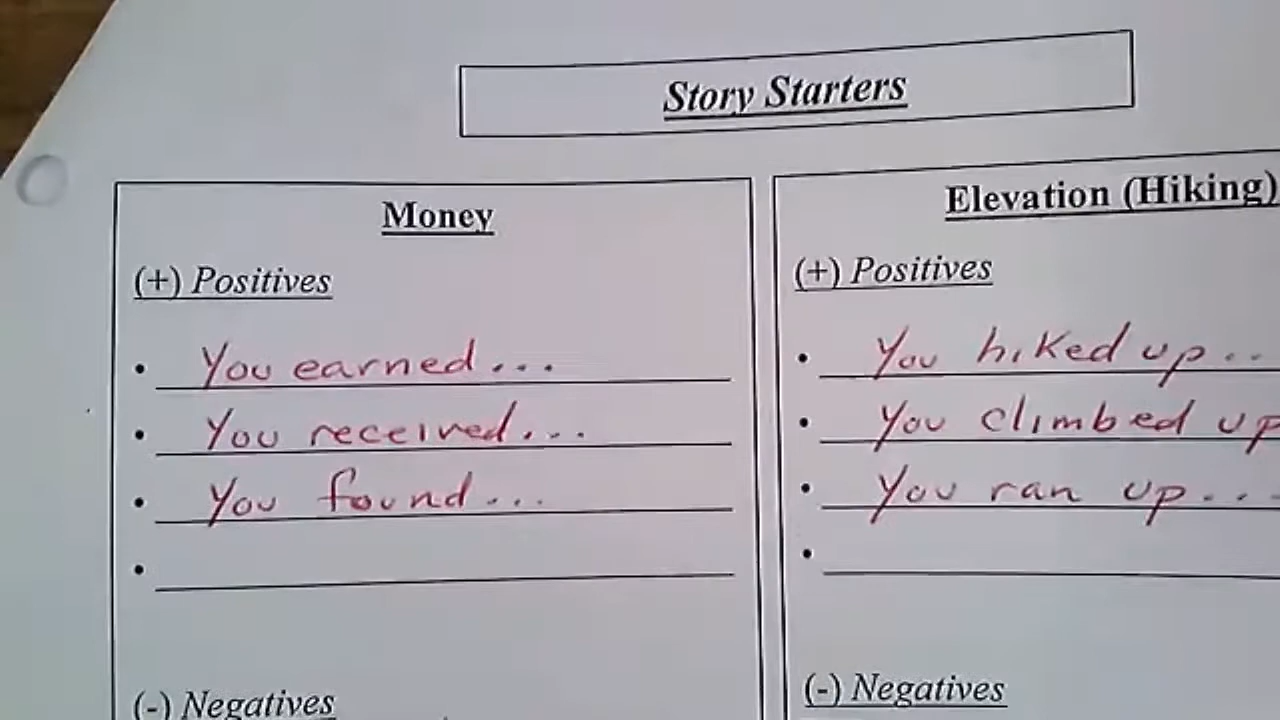 Story Starters
Money
(+) Positives
• You earned...
• You received...
• You found...
•
(-) Negatives
Elevation (Hiking)
(+) Positives
• You hiked up..
• You climbed up
• You ran up...
•
(-) Negatives